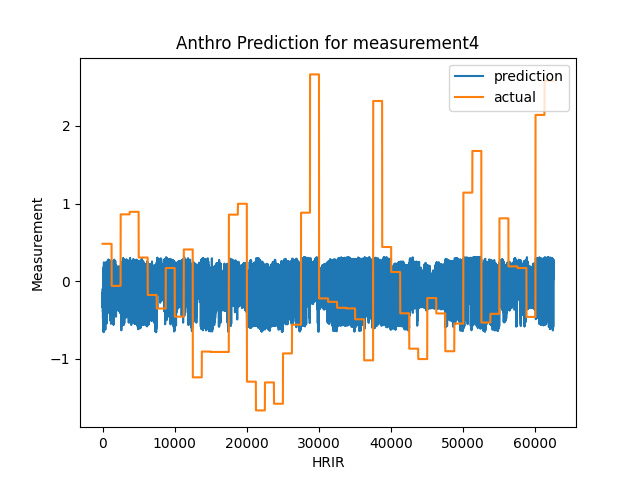 Anthro Prediction for measurement4
prediction
actual
Measurement
2
1
0
−1
0
10000
20000
30000
40000
50000
60000
HRIR